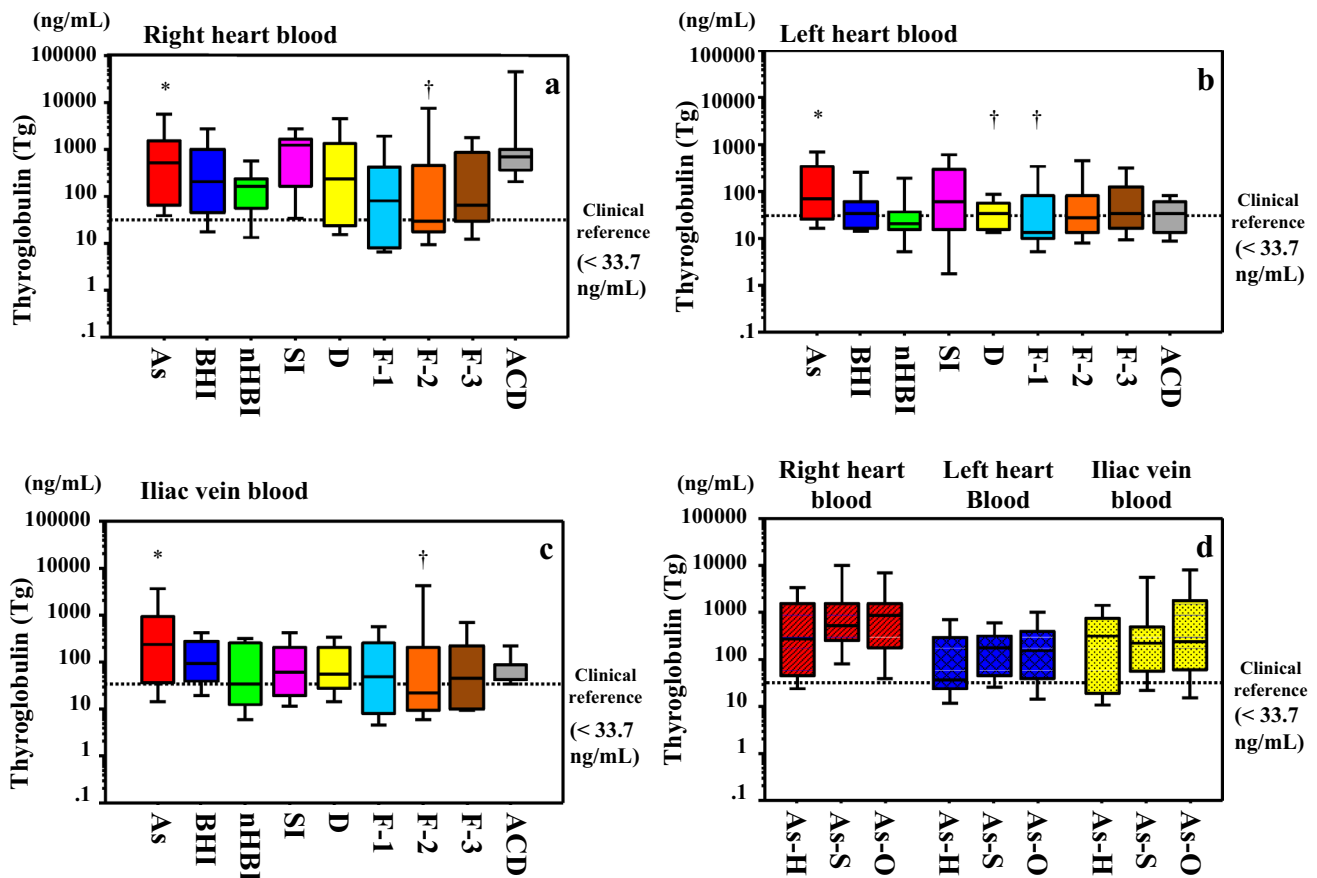 (ng/mL)
Right heart blood
a
Thyroglobulin (Tg)
100000
10000
1000
100
10
1
.1
*
†
Clinical
reference
(< 33.7
ng/mL)
As
BHI
nHBI
SI
D
F-1
F-2
F-3
ACD
(ng/mL)
Left heart blood
b
Thyroglobulin (Tg)
100000
10000
1000
100
10
1
.1
*
†
†
Clinical
reference
(< 33.7
ng/mL)
As
BHI
nHBI
SI
D
F-1
F-2
F-3
ACD
(ng/mL)
Iliac vein blood
c
Thyroglobulin (Tg)
100000
10000
1000
100
10
1
.1
*
†
Clinical
reference
(< 33.7
ng/mL)
As
BHI
nHBI
SI
D
F-1
F-2
F-3
ACD
(ng/mL)
Right heart
blood
Left heart
Blood
Iliac vein
blood
d
Thyroglobulin (Tg)
100000
10000
1000
100
10
1
.1
Clinical
reference
(< 33.7
ng/mL)
As-H
As-S
As-O
As-H
As-S
As-O
As-H
As-S
As-O